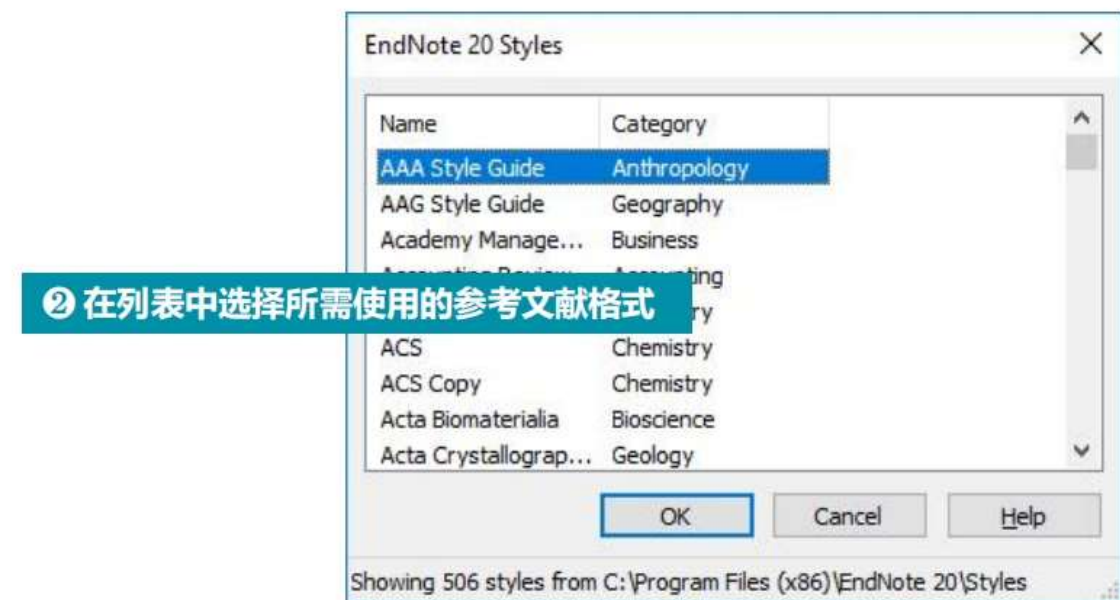 EndNote 20 Styles
Name Category
AAA Style Guide Anthropology
AAG Style Guide Geography
Academy Manage... Business
❷ 在列表中选择所需使用的参考文献格式
ACS Chemistry
ACS Copy Chemistry
Acta Biomaterialia Bioscience
Acta Crystallograp... Geology
OK Cancel Help
Showing 506 styles from C:\Program Files (x86)\EndNote 20\Styles